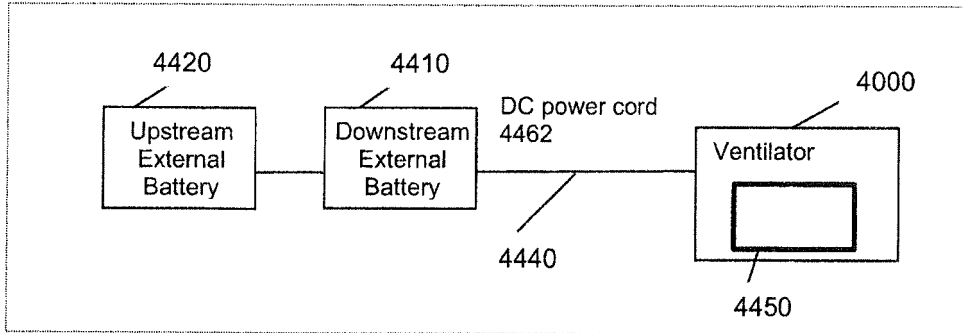 4420
4410
4000
DC power cord
4462
Upstream
External
Battery
Downstream
External
Battery
Ventilator
4440
4450